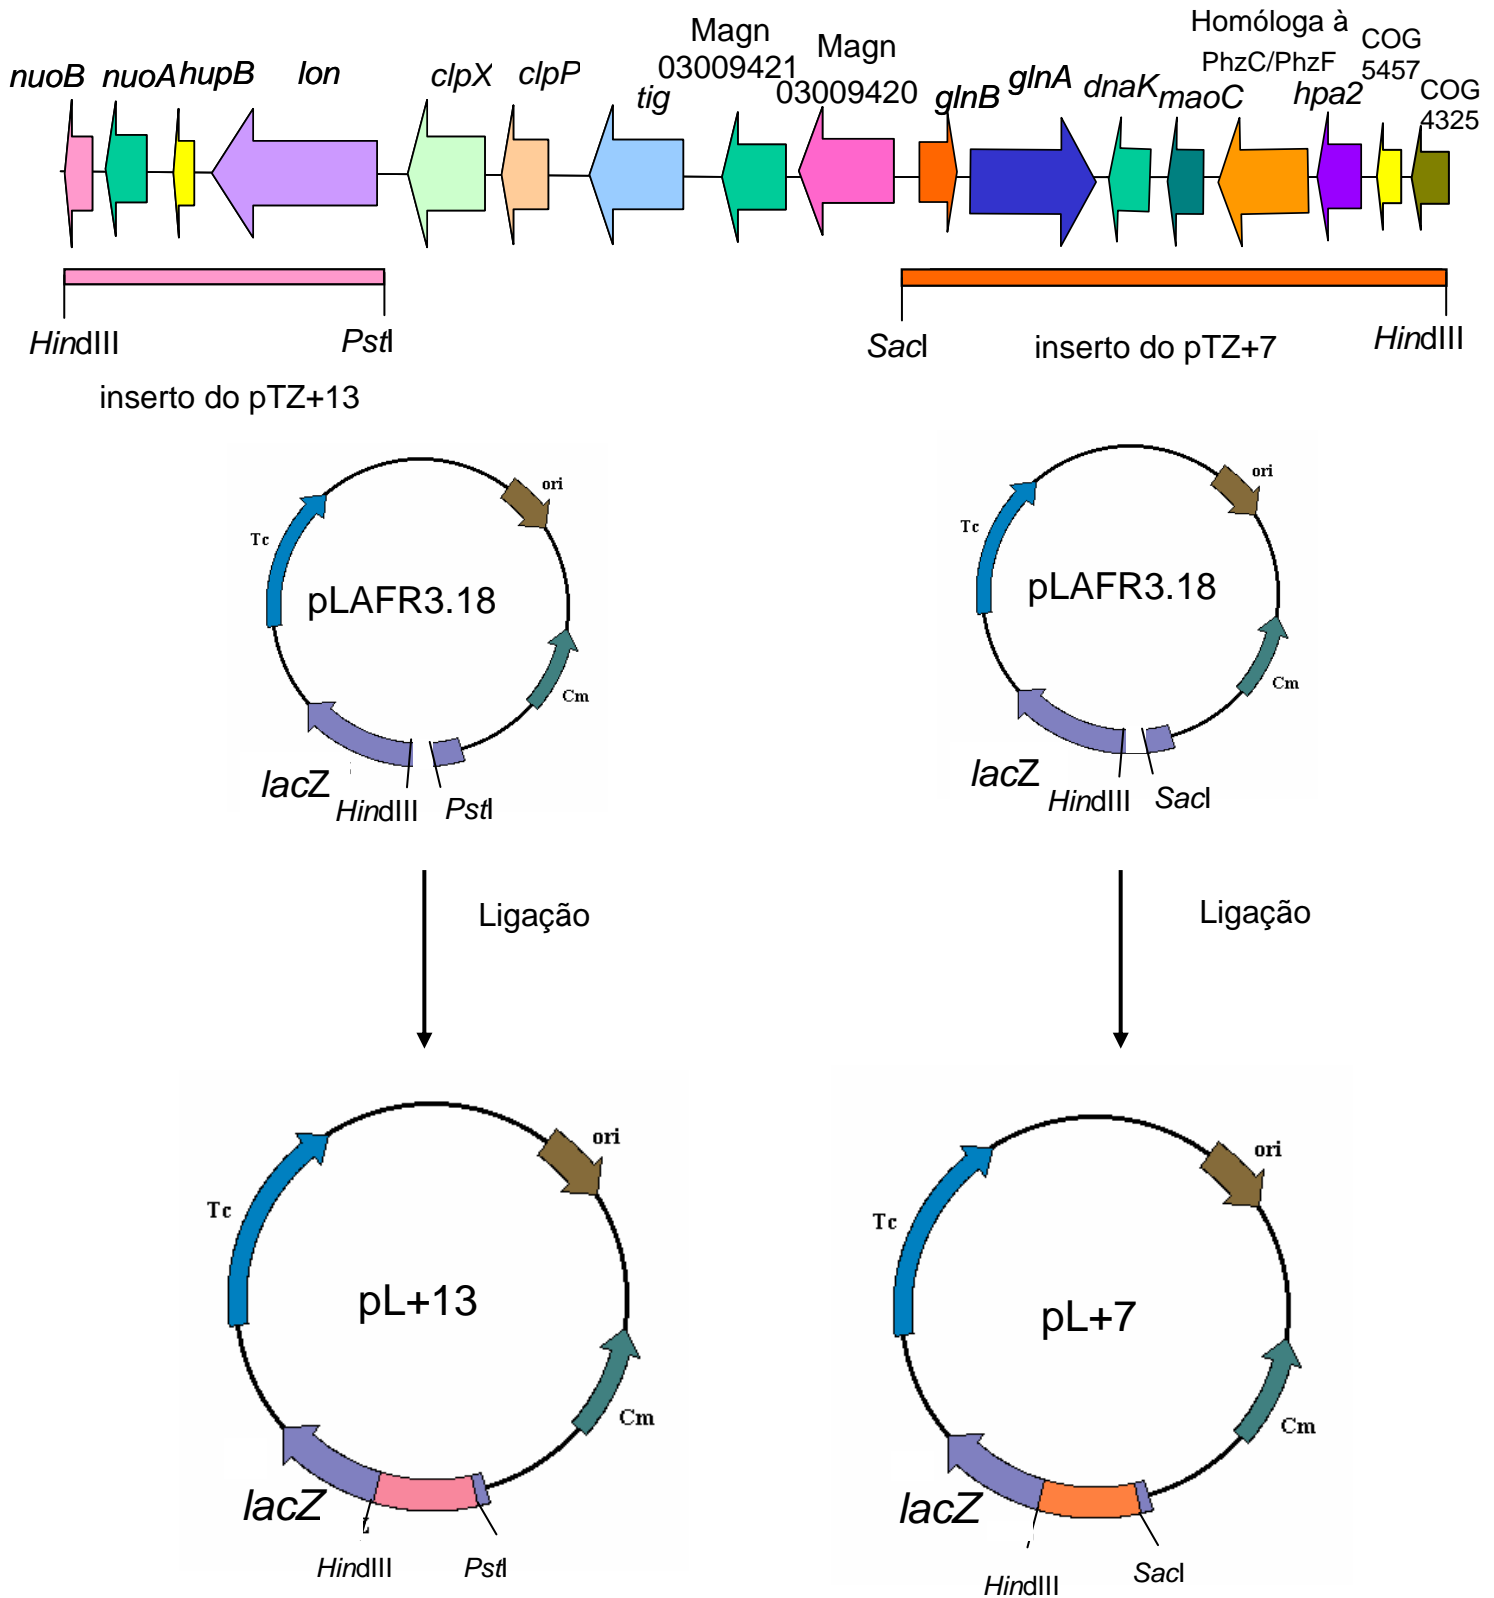 nuoB nuoA hupB lon clpX clpP tig
Magn
03009421
Magn
03009420
glnB glnA dnaK maoC
Homóloga à
PhzC/PhzF
hpa2
COG
5457
COG
4325
HindIII PstI
inserto do pTZ+13
SacI inserto do pTZ+7 HindIII
ori
Tc
pLAFR3.18
Cm
lacZ
HindIII PstI
ori
Tc
pLAFR3.18
Cm
lacZ
HindIII SacI
Ligação
Ligação
ori
Tc
pL+13
Cm
lacZ
HindIII PstI
ori
Tc
pL+7
Cm
lacZ
HindIII SacI